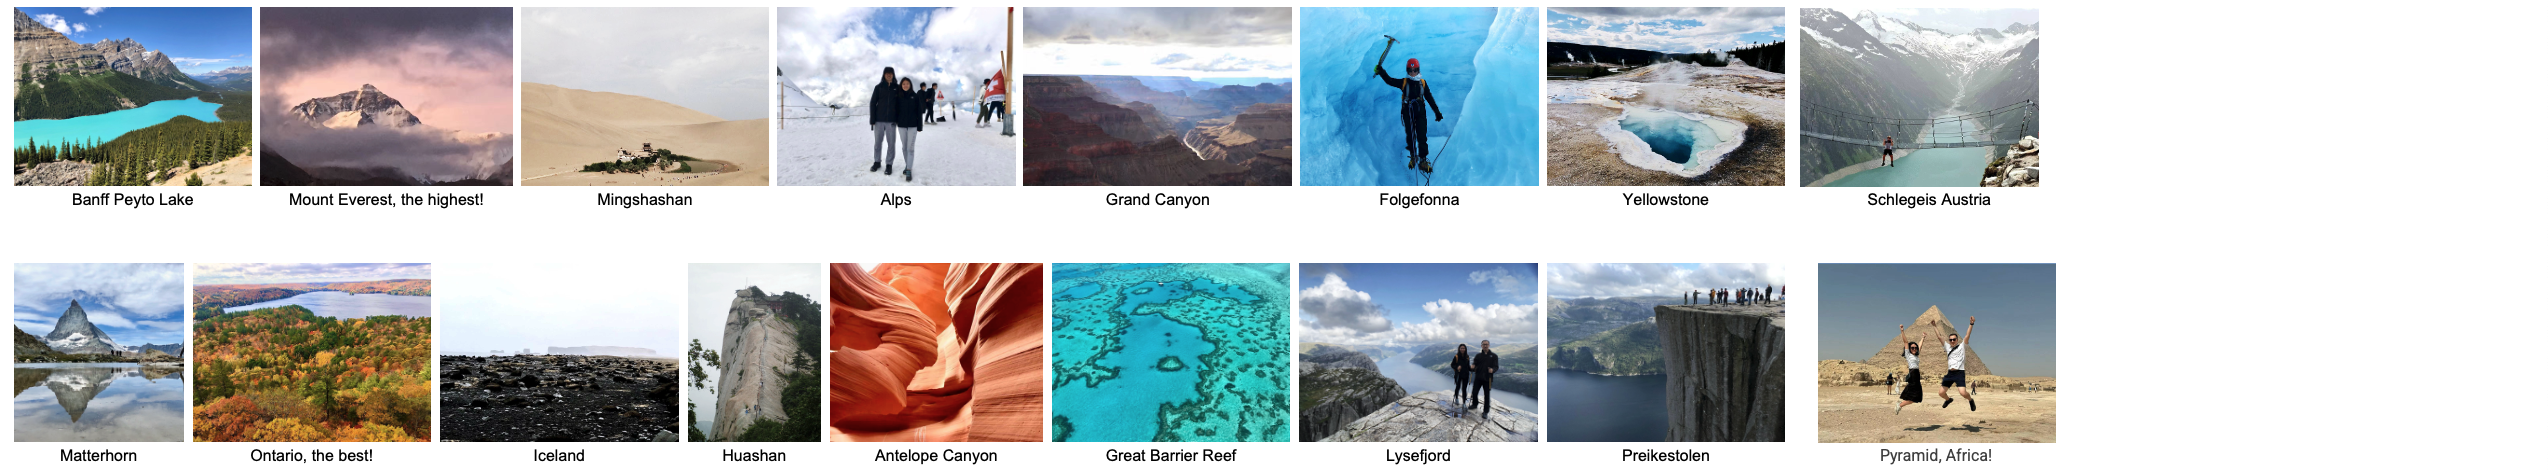 Banff Peyto Lake
Mount Everest, the highest!
Mingshashan
Alps
Grand Canyon
Folgefonna
Yellowstone
Schlegeis Austria
Matterhorn
Ontario, the best!
Iceland
Huashan
Antelope Canyon
Great Barrier Reef
Lysefjord
Preikestolen
Pyramid, Africa!